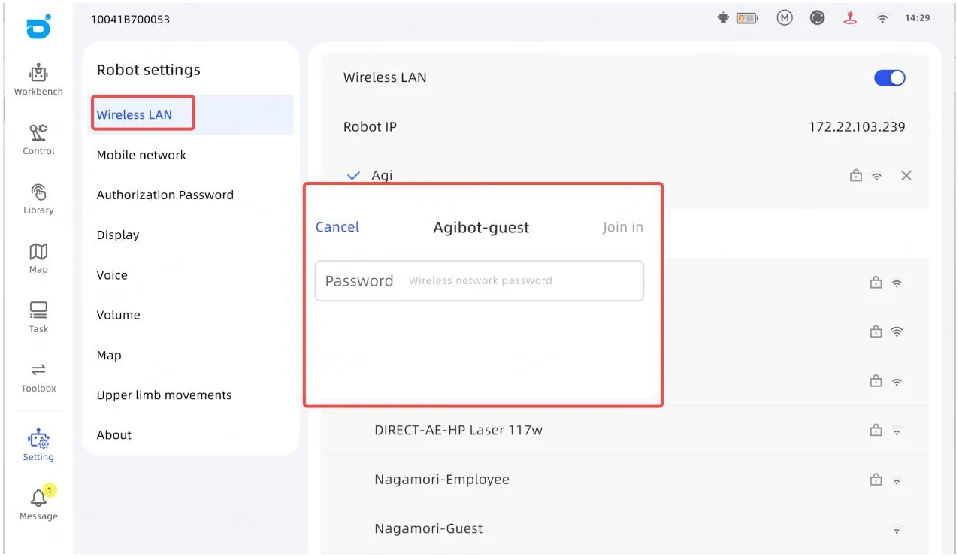 10041B700053
M
14:29
Workbench
Control
Library
Map
Task
Toolbox
Setting
1
Message
Robot settings
Wireless LAN
Mobile network
Authorization Password
Display
Voice
Volume
Map
Upper limb movements
About
Wireless LAN
Robot IP 172.22.103.239
Agi
Cancel Agibot-guest Join in
Password Wireless network password
DIRECT-AE-HP Laser 117w
Nagamori-Employee
Nagamori-Guest